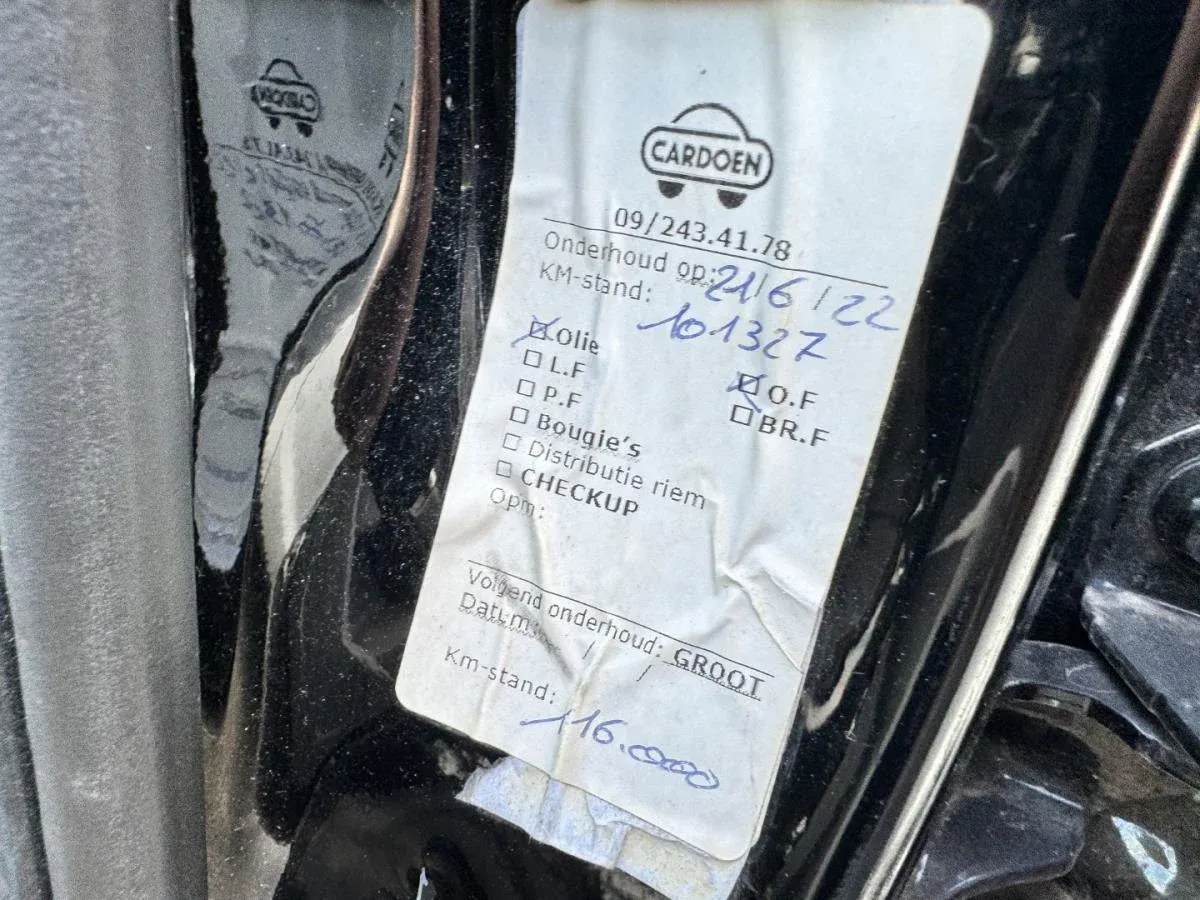 CARDOEN
09/243.41.78
Onderhoud op: 21/6/22
KM-stand: 101327
Olie O.F
L.F BR.F
P.F
Bougie's
Distributie riem
CHECKUP
Opm:
Volgend onderhoud: GROOT
Datum: / /
Km-stand:
116.000